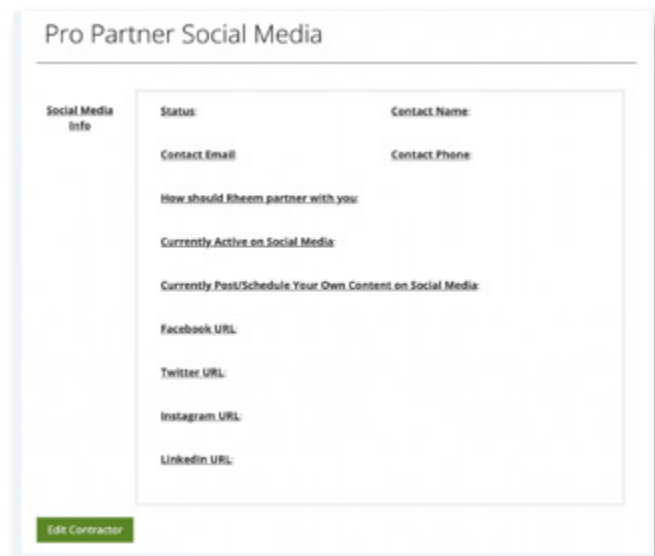 Pro Partner Social Media
Social Media
Info
Status:
Contact Name:
Contact Email:
Contact Phone:
How should Rheem partner with you:
Currently Active on Social Media:
Currently Post/Schedule Your Own Content on Social Media:
Facebook URL:
Twitter URL:
Instagram URL:
LinkedIn URL:
Edit Contractor